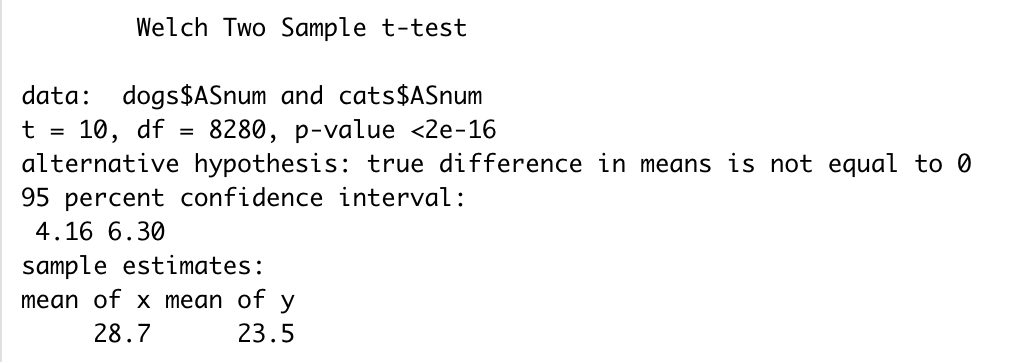 Welch Two Sample t-test
data:  dogs$ASnum and cats$ASnum
t = 10, df = 8280, p-value <2e-16
alternative hypothesis: true difference in means is not equal to 0
95 percent confidence interval:
 4.16 6.30
sample estimates:
mean of x mean of y
     28.7      23.5